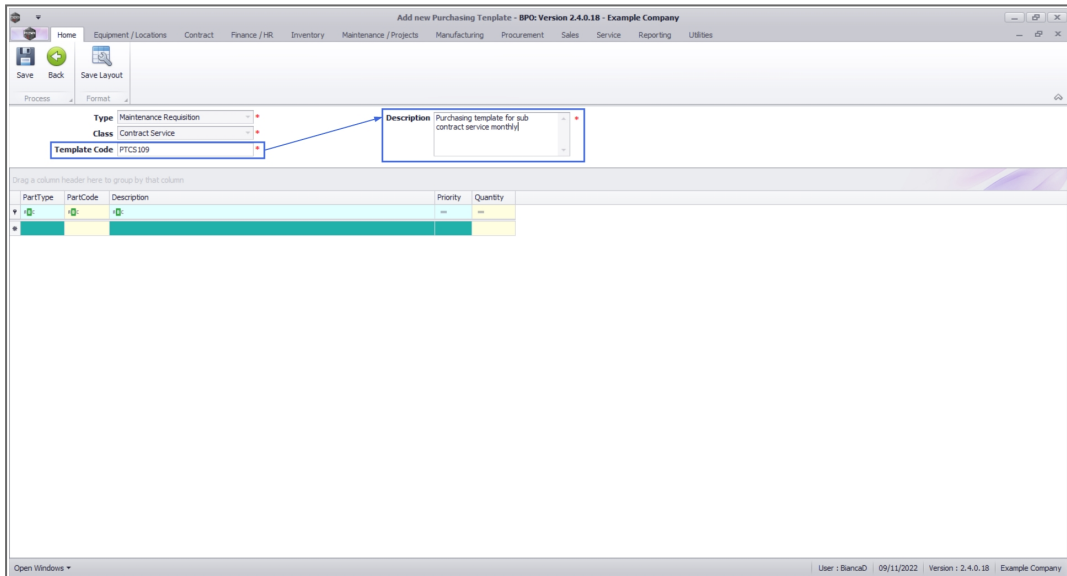 Add new Purchasing Template - BPO: Version 2.4.0.18 - Example Company
Home Equipment / Locations Contract Finance / HR Inventory Maintenance / Projects Manufacturing Procurement Sales Service Reporting Utilities
Save Back Save Layout
Process Format
Type Maintenance Requisition * Description Purchasing template for sub *
contract service monthly
Class Contract Service *
Template Code PTCS109 *
Drag a column header here to group by that column
PartType PartCode Description Priority Quantity
Open Windows User : BiancaD 09/11/2022 Version : 2.4.0.18 Example Company